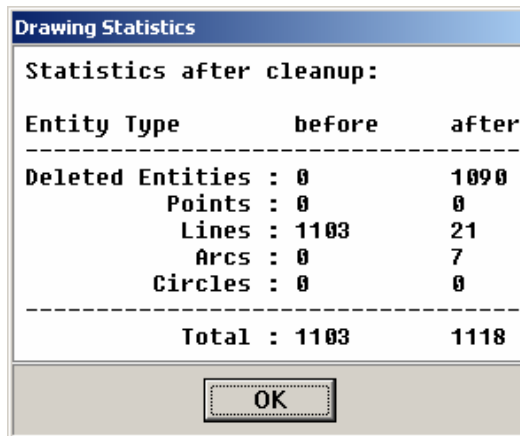 Drawing Statistics
Statistics after cleanup:
Entity Type before after
Deleted Entities : 0 1090
Points : 0 0
Lines : 1103 21
Arcs : 0 7
Circles : 0 0
Total : 1103 1118
OK